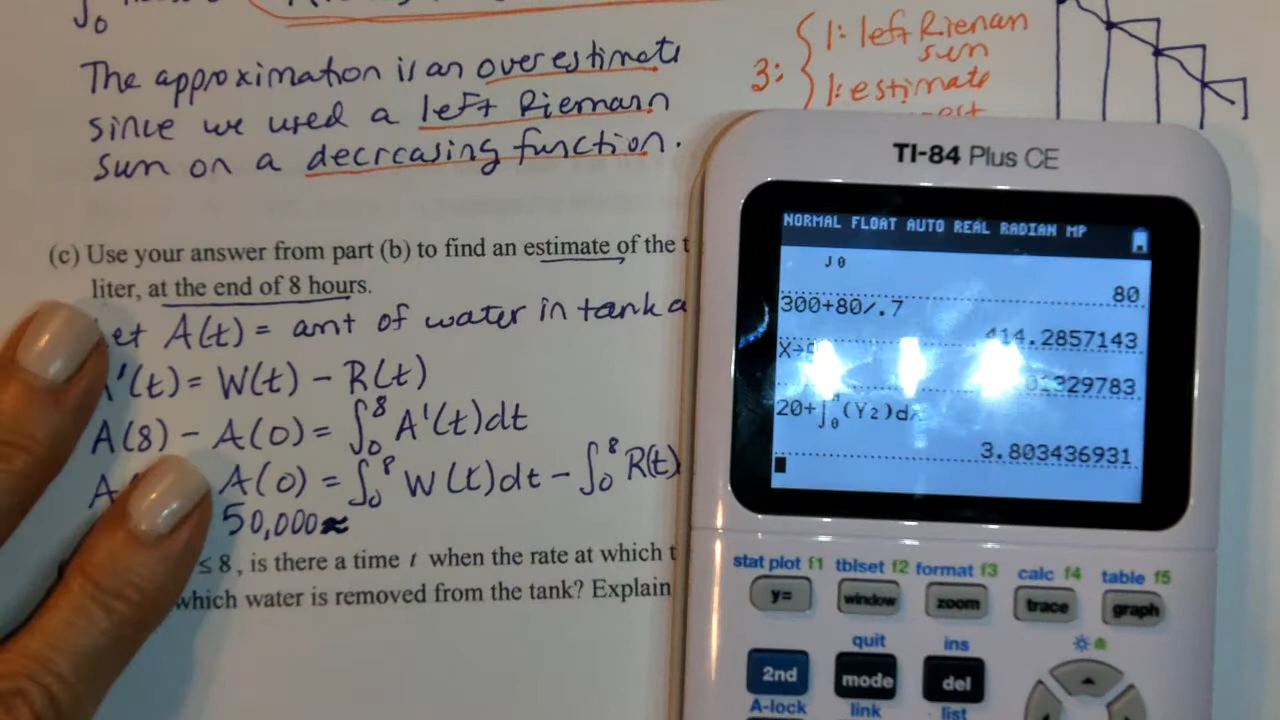 The approximation is an overestimate
since we used a left Riemann
sum on a decreasing function.
3:
1: left Rienan
sum
1: estimate
(c) Use your answer from part (b) to find an estimate of the t
liter, at the end of 8 hours.
et A(t) = amt of water in tank a
A'(t) = W(t) - R(t)
A(8) - A(0) = ∫₀⁸ A'(t)dt
A A(0) = ∫₀⁸ W(t)dt - ∫₀⁸ R(t)
50,000≈
≤ 8, is there a time t when the rate at which t
which water is removed from the tank? Explain
TI-84 Plus CE
NORMAL FLOAT AUTO REAL RADIAN MP
80
300+80/.7
414.2857143
X→
329783
20+∫₀ (Y₂)d
3.803436931
stat plot f1 tblset f2 format f3 calc f4 table f5
y= window zoom trace graph
quit ins
2nd mode del
A-lock link list